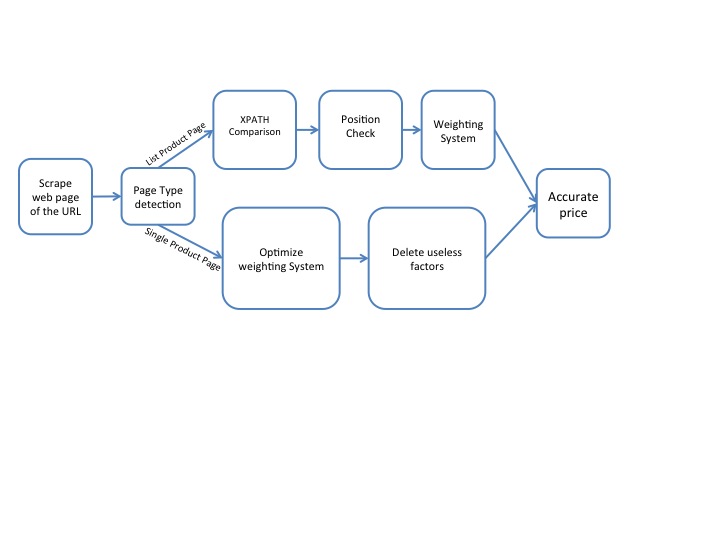 Scrape
web page
of the URL
Page Type
detection
List Product Page
XPATH
Comparison
Position
Check
Weighting
System
Single Product Page
Optimize
weighting System
Delete useless
factors
Accurate
price